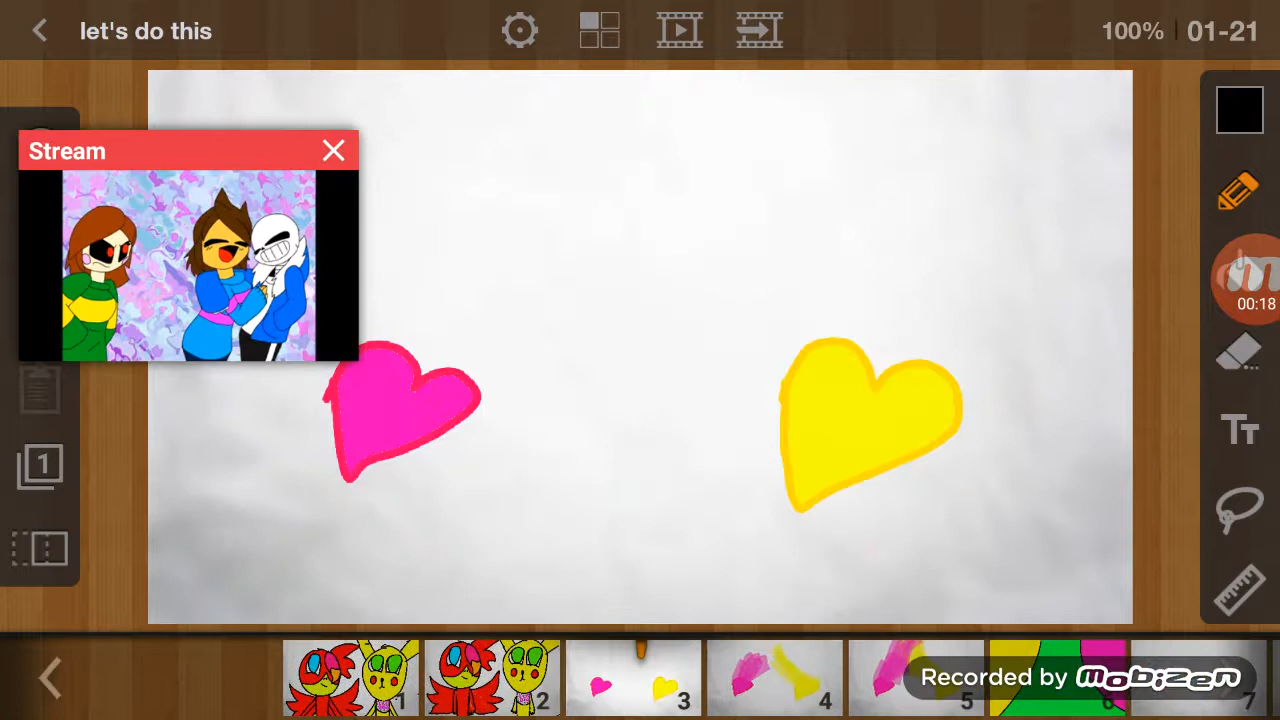 let's do this
100%
01-21
Stream
00:18
TT
1
1
2
3
4
5
6
7
Recorded by mobizen